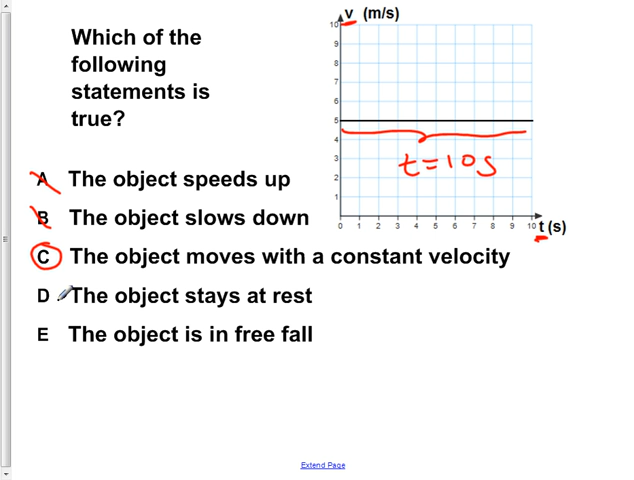 Which of the
following
statements is
true?
v (m/s)
10
9
8
7
6
5
4
3
2
1
0 1 2 3 4 5 6 7 8 9 10 t (s)
t=10s
A The object speeds up
B The object slows down
C The object moves with a constant velocity
D The object stays at rest
E The object is in free fall
Extend Page